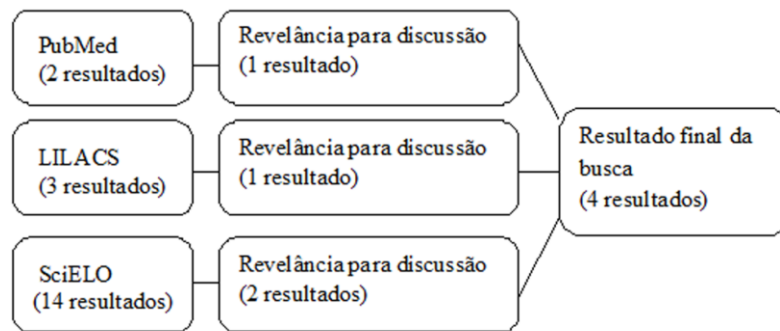 PubMed
(2 resultados)
Revelância para discussão
(1 resultado)
LILACS
(3 resultados)
Revelância para discussão
(1 resultado)
SciELO
(14 resultados)
Revelância para discussão
(2 resultados)
Resultado final da
busca
(4 resultados)